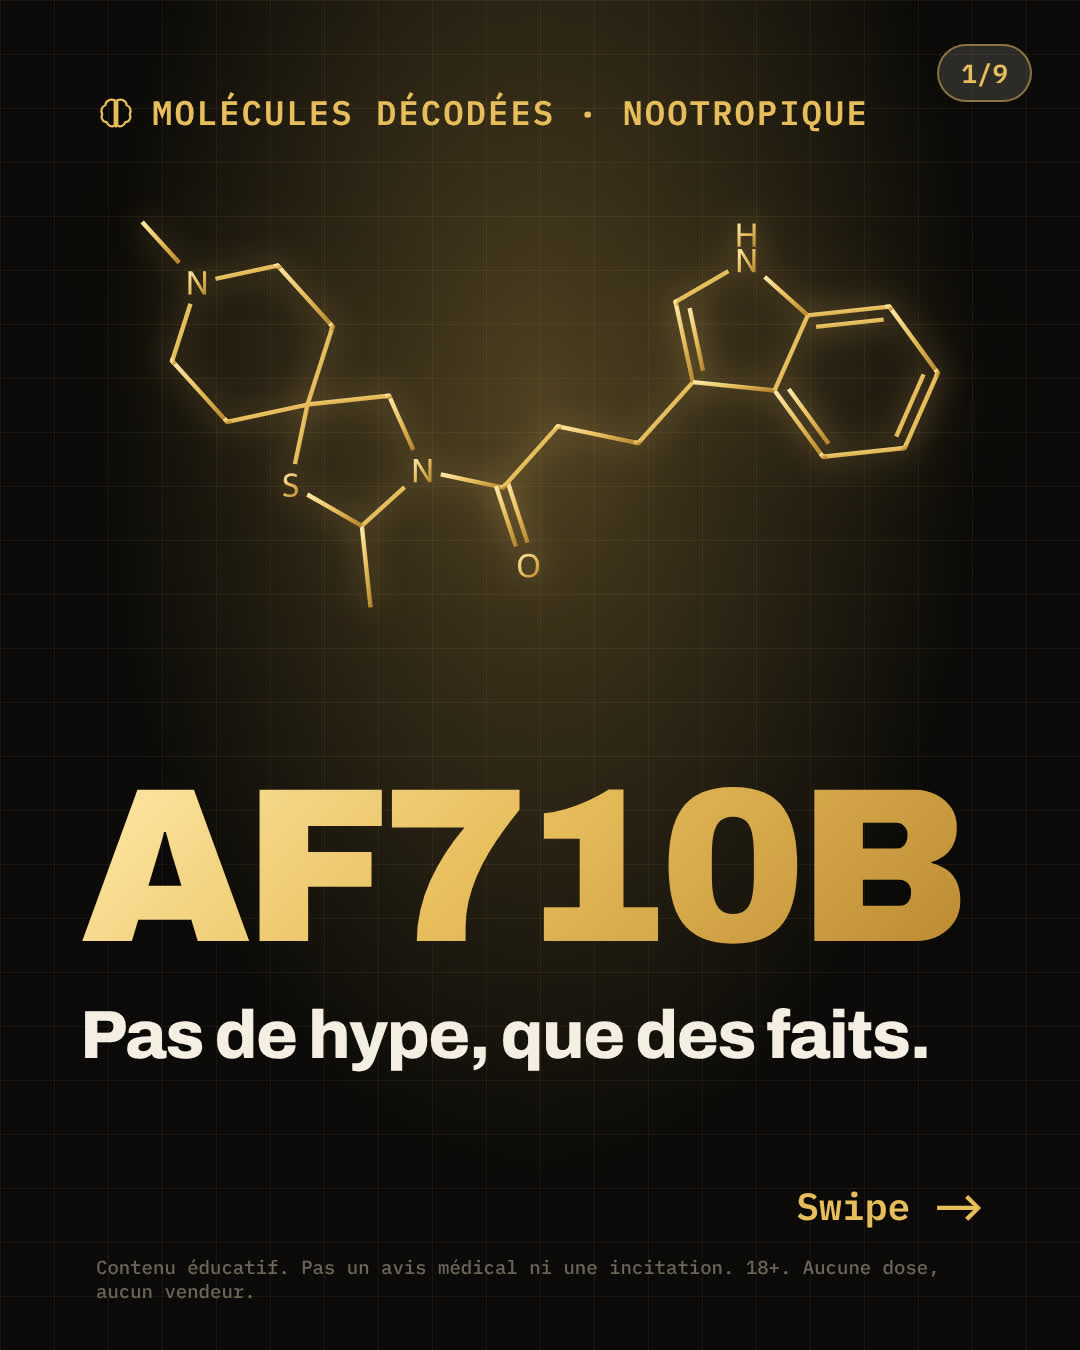 1/9
MOLÉCULES DÉCODÉES · NOOTROPIQUE
H
N
N
N
S
O
AF710B
Pas de hype, que des faits.
Swipe →
Contenu éducatif. Pas un avis médical ni une incitation. 18+. Aucune dose,
aucun vendeur.